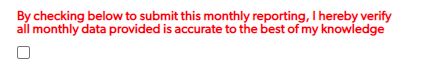 By checking below to submit this monthly reporting, I hereby verify
all monthly data provided is accurate to the best of my knowledge